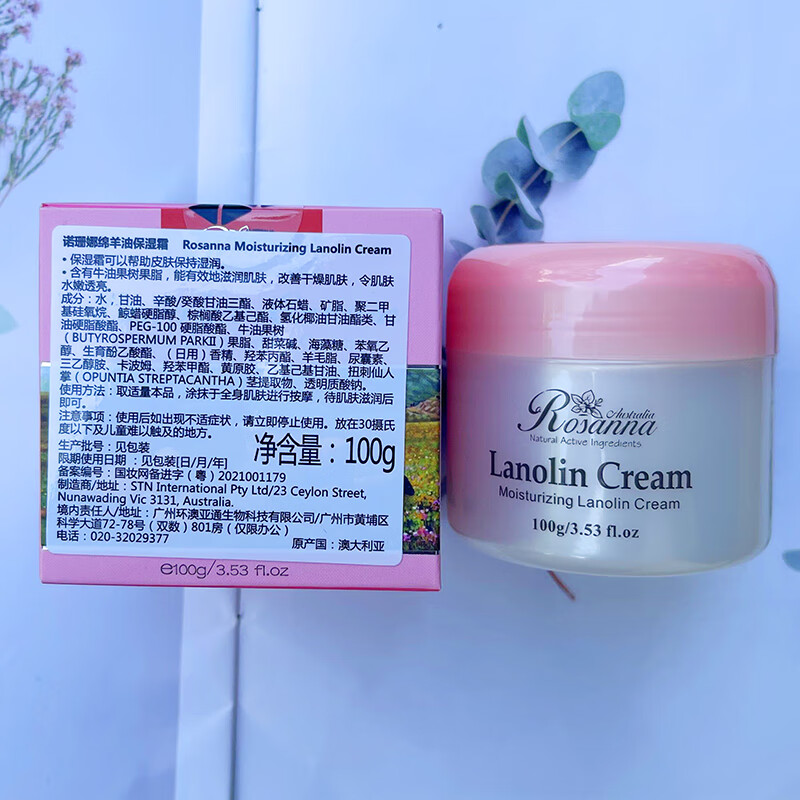 诺珊娜绵羊油保湿霜 Rosanna Moisturizing Lanolin Cream
• 保湿霜可以帮助皮肤保持湿润。
• 含有牛油果树果脂，能有效地滋润肌肤，改善干燥肌肤，令肌肤
水嫩透亮。
成分：水，甘油、辛酸/癸酸甘油三酯、液体石蜡、矿脂、聚二甲
基硅氧烷、鲸蜡硬脂醇、棕榈酸乙基己酯、氢化椰油甘油酯类、甘
油硬脂酸酯、PEG-100 硬脂酸酯、牛油果树
（BUTYROSPERMUM PARKII）果脂、甜菜碱、海藻糖、苯氧乙
醇、生育酚乙酸酯、（日用）香精、羟苯丙酯、羊毛脂、尿囊素、
三乙醇胺、卡波姆、羟苯甲酯、黄原胶、乙基己基甘油、扭刺仙人
掌（OPUNTIA STREPTACANTHA）茎提取物、透明质酸钠。
使用方法：取适量本品，涂抹于全身肌肤进行按摩，待肌肤滋润后
即可。
注意事项：使用后如出现不适症状，请立即停止使用。放在30摄氏
度以下及儿童难以触及的地方。
净含量：100g
生产批号：见包装
限期使用日期：见包装[日/月/年]
备案编号：国妆网备进字（粤）2021001179
制造商/地址：STN International Pty Ltd/23 Ceylon Street,
Nunawading Vic 3131, Australia.
境内责任人/地址：广州环澳亚通生物科技有限公司/广州市黄埔区
科学大道72-78号（双数）801房（仅限办公）
电话：020-32029377 原产国：澳大利亚
℮100g/3.53 fl.oz
Australia
Rosanna
Natural Active Ingredients
Lanolin Cream
Moisturizing Lanolin Cream
100g/3.53 fl.oz